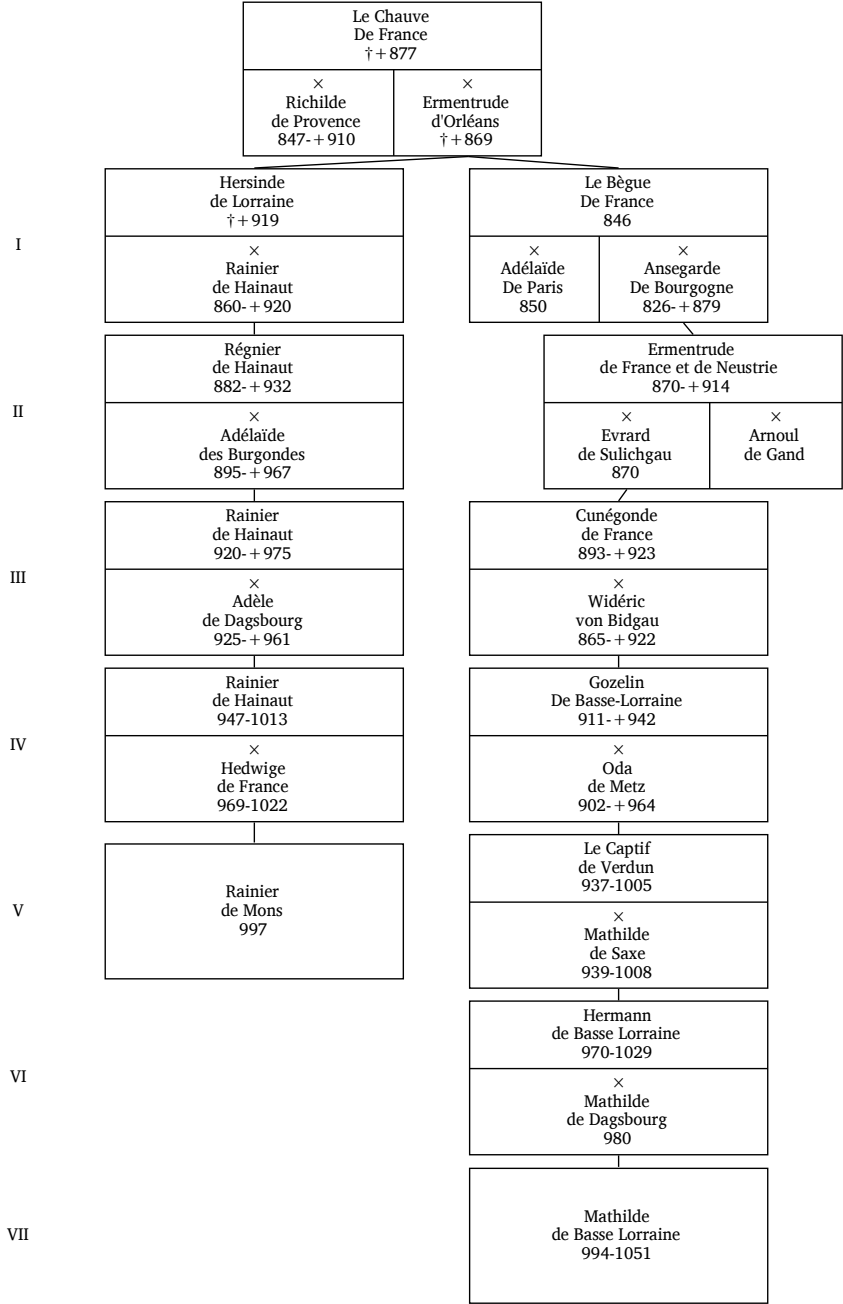 Le Chauve
De France
†+877
×
Richilde
de Provence
847-+910
×
Ermentrude
d'Orléans
†+869
I
Hersinde
de Lorraine
†+919
×
Rainier
de Hainaut
860-+920
Le Bègue
De France
846
×
Adélaïde
De Paris
850
×
Ansegarde
De Bourgogne
826-+879
II
Régnier
de Hainaut
882-+932
×
Adélaïde
des Burgondes
895-+967
Ermentrude
de France et de Neustrie
870-+914
×
Evrard
de Sulichgau
870
×
Arnoul
de Gand
III
Rainier
de Hainaut
920-+975
×
Adèle
de Dagsbourg
925-+961
Cunégonde
de France
893-+923
×
Widéric
von Bidgau
865-+922
IV
Rainier
de Hainaut
947-1013
×
Hedwige
de France
969-1022
Gozelin
De Basse-Lorraine
911-+942
×
Oda
de Metz
902-+964
V
Rainier
de Mons
997
Le Captif
de Verdun
937-1005
×
Mathilde
de Saxe
939-1008
VI
Hermann
de Basse Lorraine
970-1029
×
Mathilde
de Dagsbourg
980
VII
Mathilde
de Basse Lorraine
994-1051